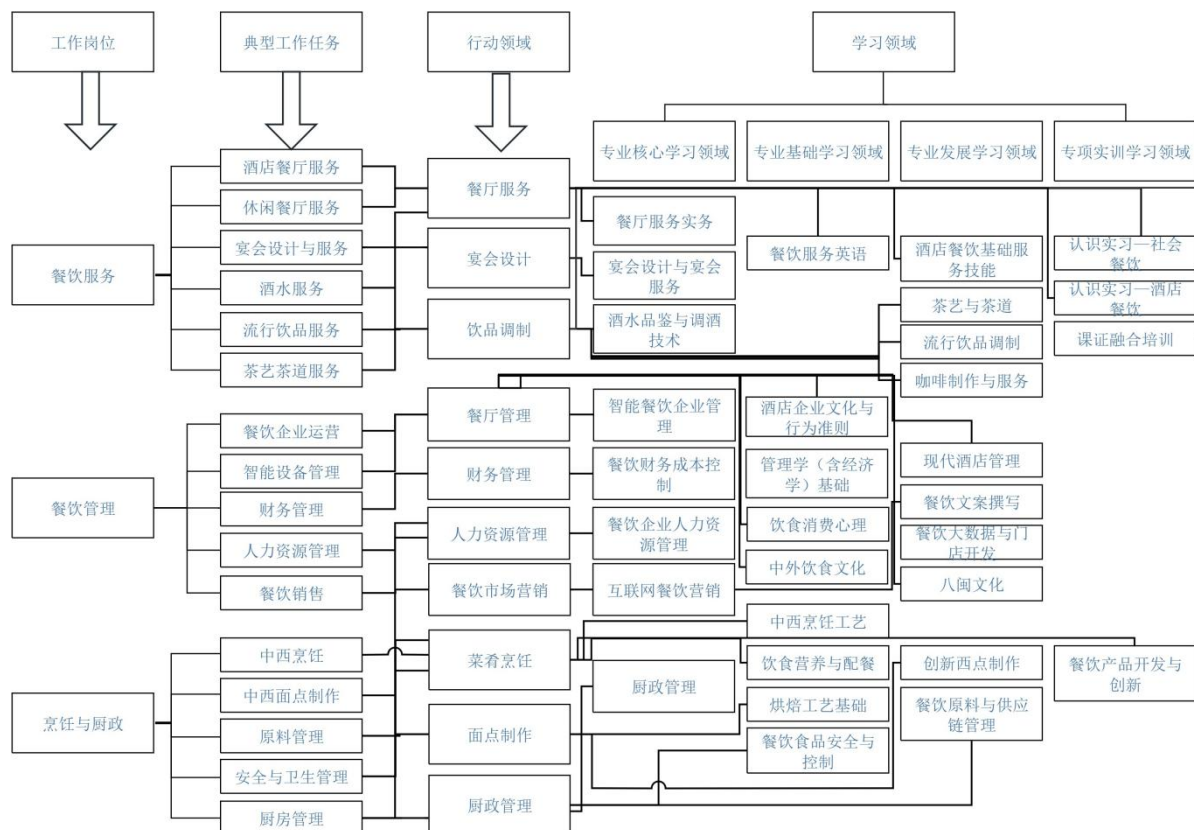 工作岗位
典型工作任务
行动领域
学习领域
专业核心学习领域
专业基础学习领域
专业发展学习领域
专项实训学习领域
餐饮服务
酒店餐厅服务
休闲餐厅服务
宴会设计与服务
酒水服务
流行饮品服务
茶艺茶道服务
餐厅服务
宴会设计
饮品调制
餐厅服务实务
宴会设计与宴会
服务
酒水品鉴与调酒
技术
餐饮服务英语
酒店餐饮基础服
务技能
茶艺与茶道
流行饮品调制
咖啡制作与服务
认识实习—社会
餐饮
认识实习—酒店
餐饮
课证融合培训
餐饮管理
餐饮企业运营
智能设备管理
财务管理
人力资源管理
餐饮销售
餐厅管理
财务管理
人力资源管理
餐饮市场营销
智能餐饮企业管
理
餐饮财务成本控
制
餐饮企业人力资
源管理
互联网餐饮营销
酒店企业文化与
行为准则
管理学（含经济
学）基础
饮食消费心理
中外饮食文化
现代酒店管理
餐饮文案撰写
餐饮大数据与门
店开发
八闽文化
烹饪与厨政
中西烹饪
中西面点制作
原料管理
安全与卫生管理
厨房管理
菜肴烹饪
面点制作
厨政管理
厨政管理
中西烹饪工艺
饮食营养与配餐
烘焙工艺基础
餐饮食品安全与
控制
创新西点制作
餐饮原料与供应
链管理
餐饮产品开发与
创新